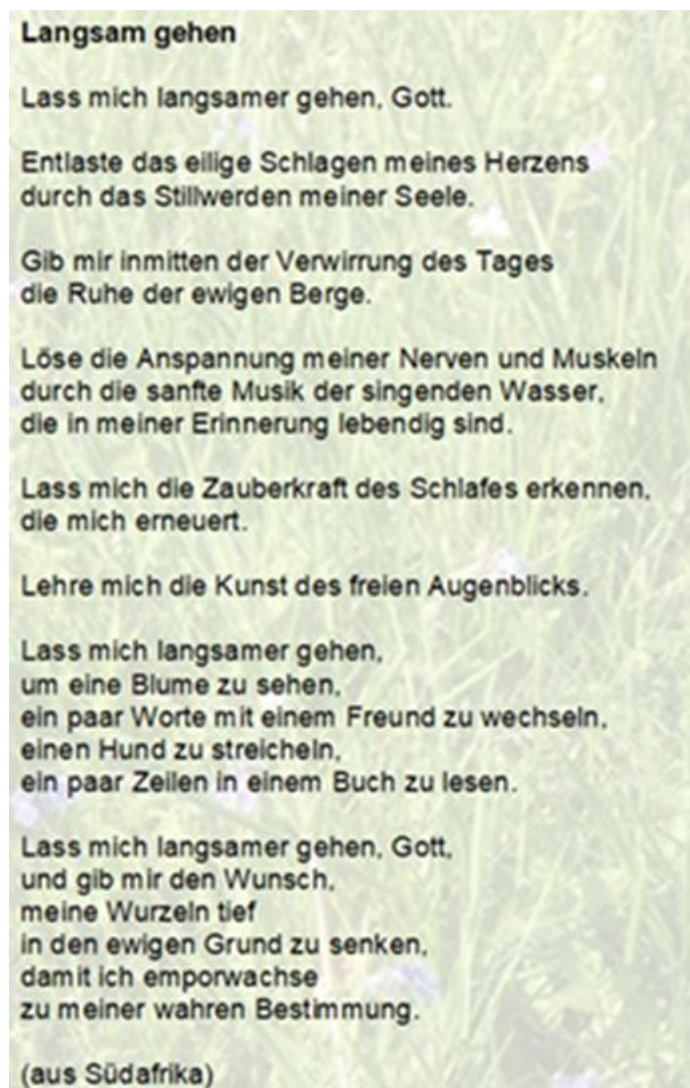 Langsam gehen
Lass mich langsamer gehen, Gott.
Entlaste das eilige Schlagen meines Herzens
durch das Stillwerden meiner Seele.
Gib mir inmitten der Verwirrung des Tages
die Ruhe der ewigen Berge.
Löse die Anspannung meiner Nerven und Muskeln
durch die sanfte Musik der singenden Wasser,
die in meiner Erinnerung lebendig sind.
Lass mich die Zauberkraft des Schlafes erkennen,
die mich erneuert.
Lehre mich die Kunst des freien Augenblicks.
Lass mich langsamer gehen,
um eine Blume zu sehen,
ein paar Worte mit einem Freund zu wechseln,
einen Hund zu streicheln,
ein paar Zeilen in einem Buch zu lesen.
Lass mich langsamer gehen, Gott,
und gib mir den Wunsch,
meine Wurzeln tief
in den ewigen Grund zu senken,
damit ich emporwachse
zu meiner wahren Bestimmung.
(aus Südafrika)